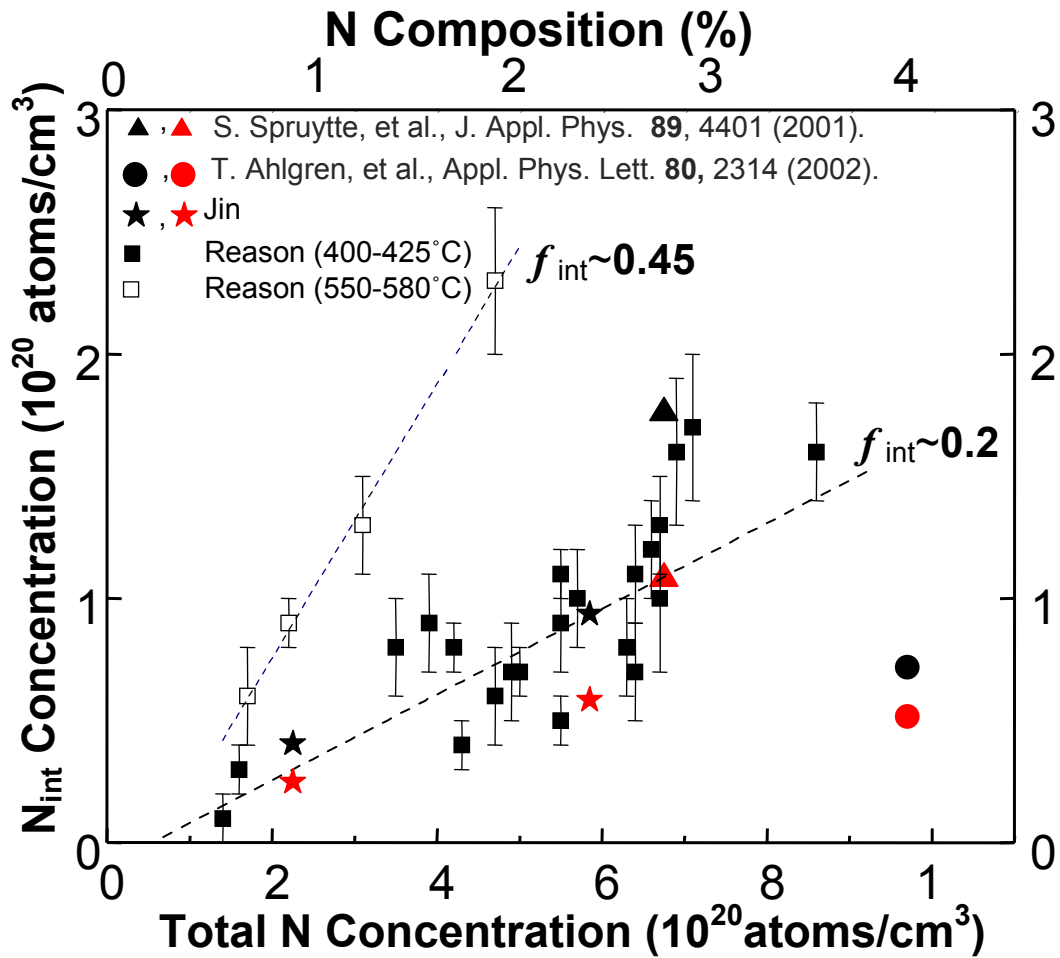 N Composition (%)
0 1 2 3 4
3 3
▲ , ▲ S. Spruytte, et al., J. Appl. Phys. 89, 4401 (2001).
● , ● T. Ahlgren, et al., Appl. Phys. Lett. 80, 2314 (2002).
★ , ★ Jin
■ Reason (400-425˚C)
□ Reason (550-580˚C)
f int~0.45
2 2
f int~0.2
1 1
0 0
N_int Concentration (10^20 atoms/cm^3)
0 2 4 6 8 1
Total N Concentration (10^20 atoms/cm^3)